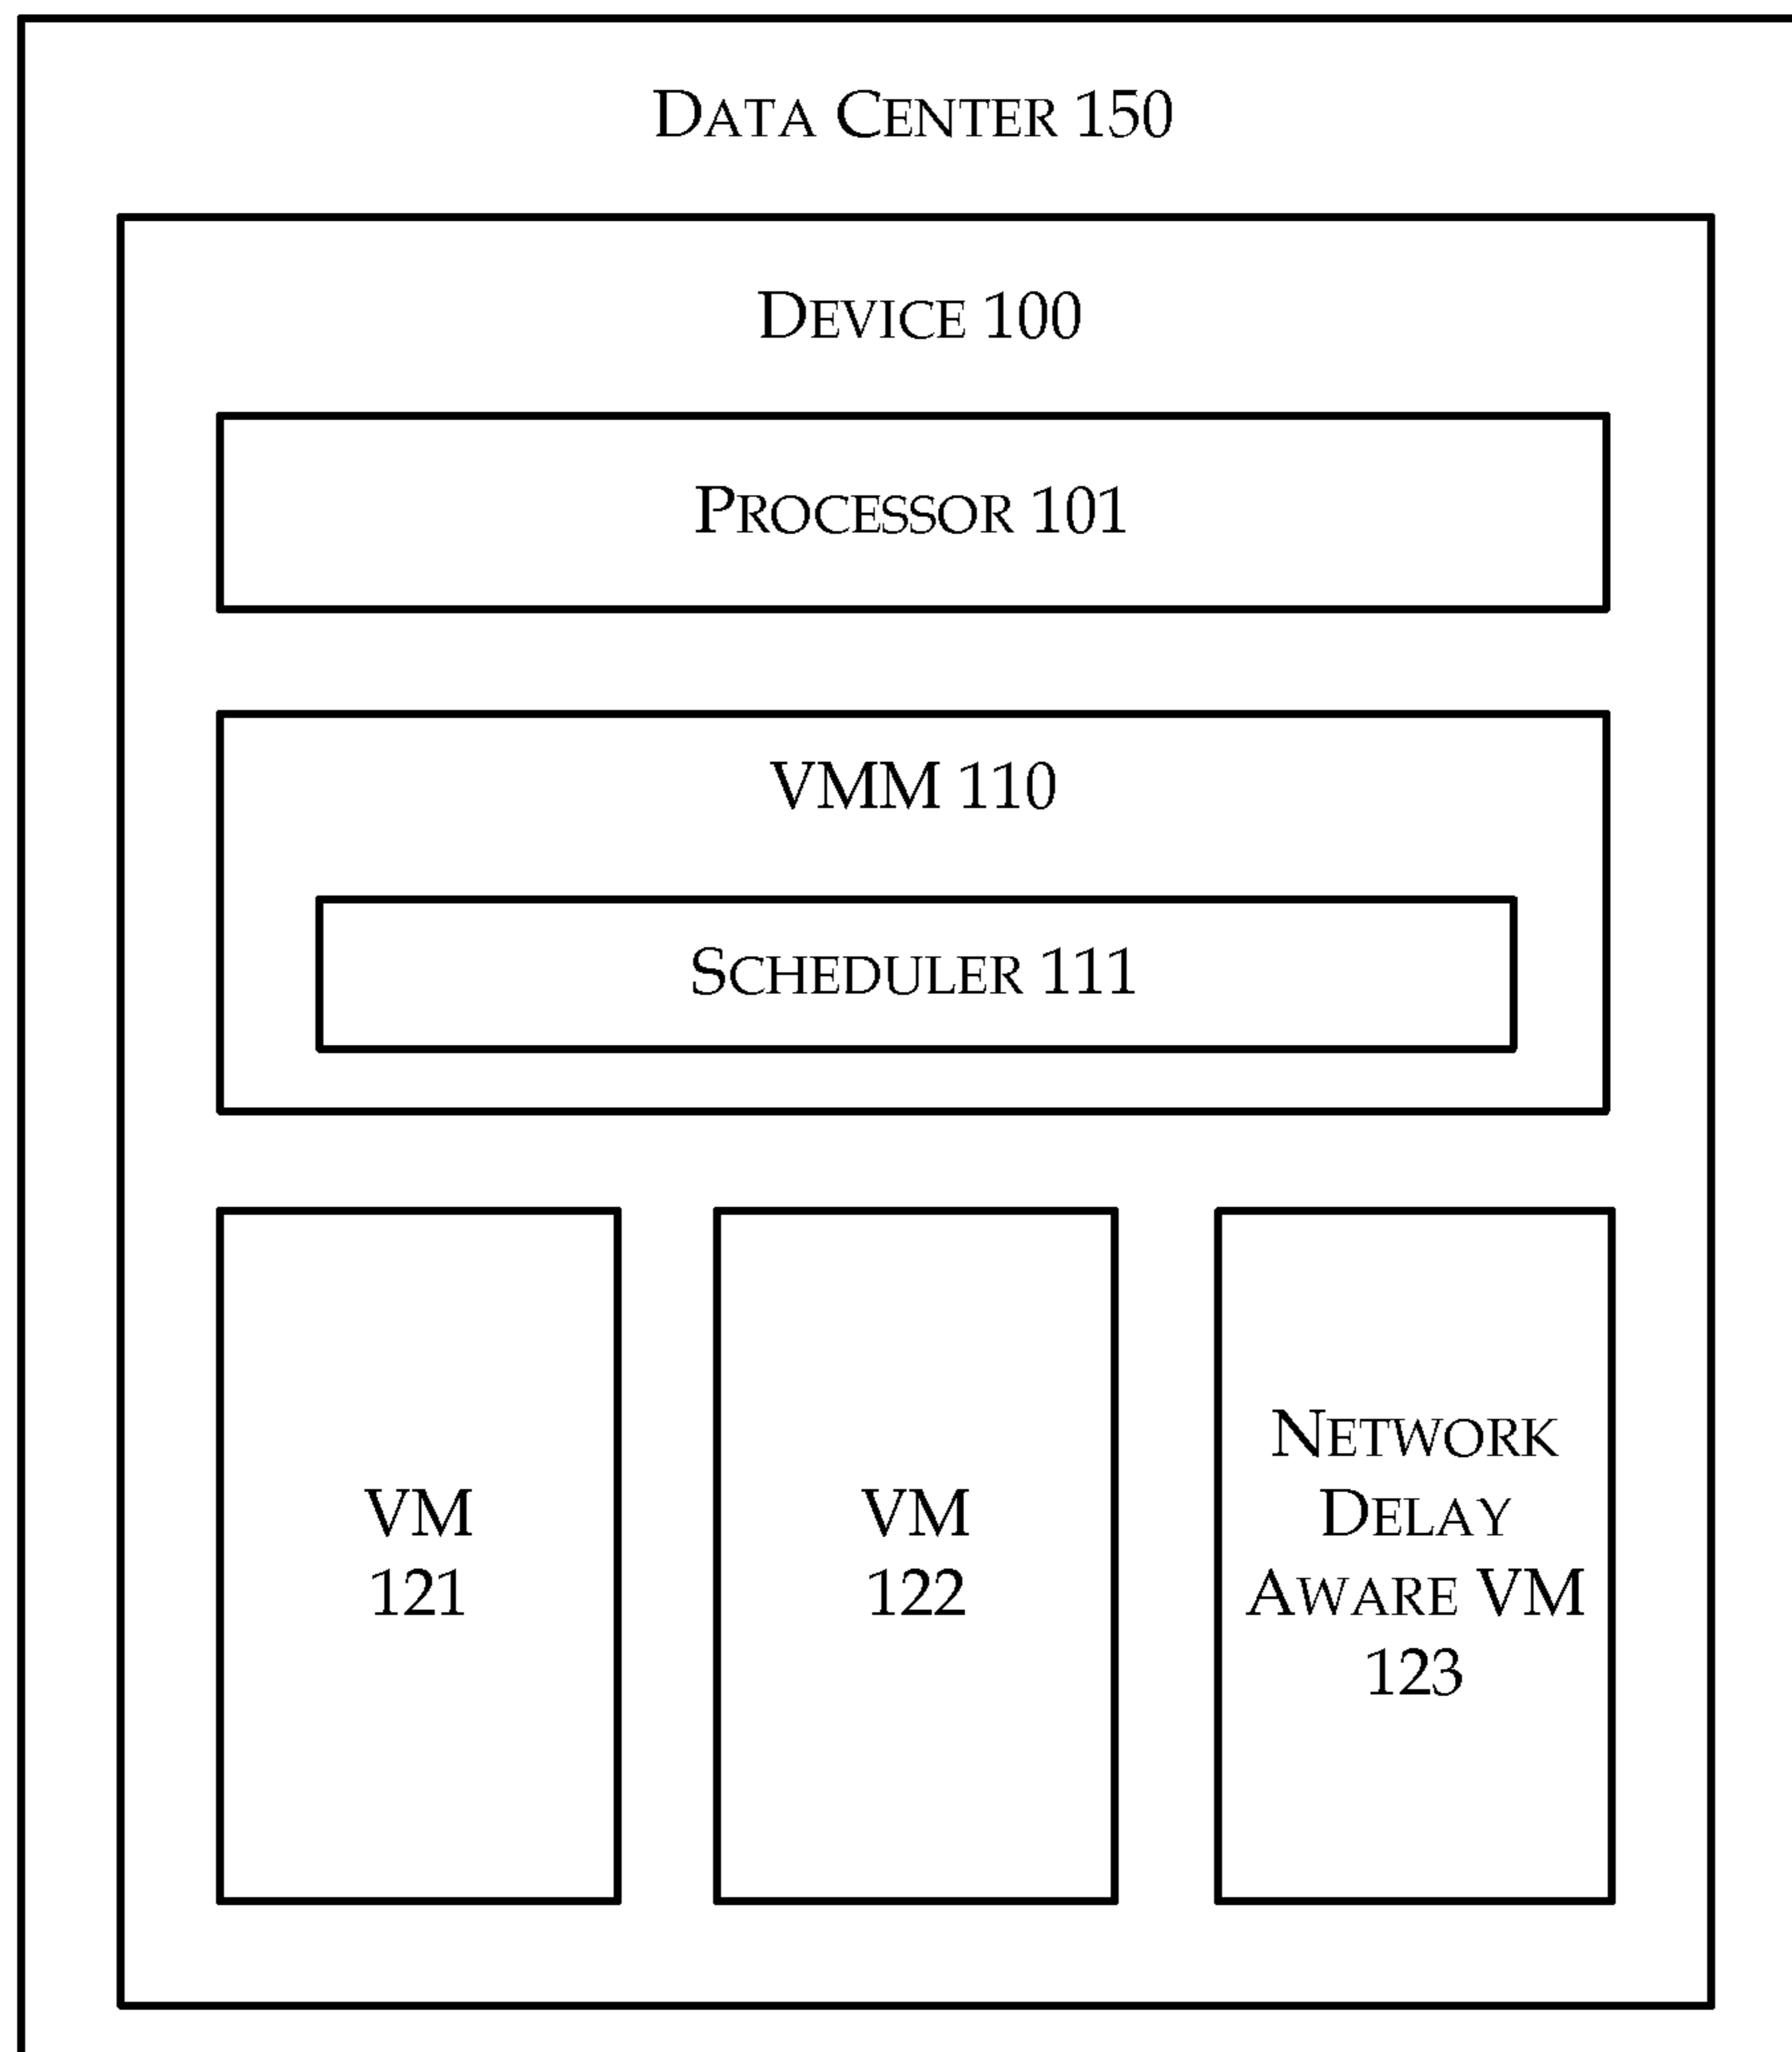 DATA CENTER 150
DEVICE 100
PROCESSOR 101
VMM 110
SCHEDULER 111
VM
121
VM
122
NETWORK
DELAY
AWARE VM
123